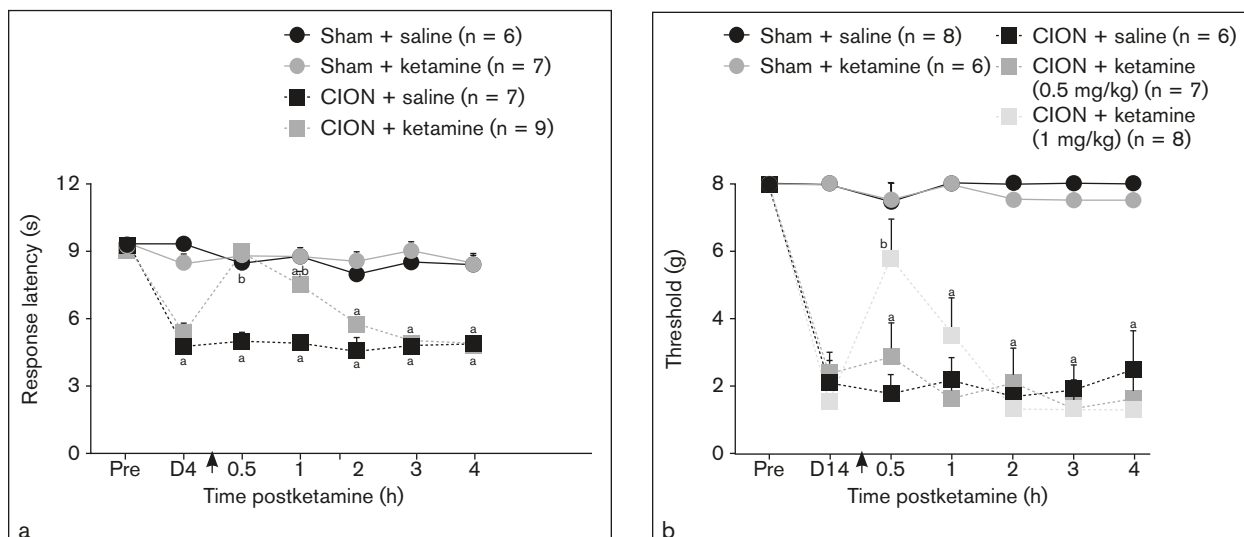 Sham + saline (n = 6)
Sham + ketamine (n = 7)
CION + saline (n = 7)
CION + ketamine (n = 9)
12
9
6
3
0
Response latency (s)
b
a
a
a,b
a
a
a
a
a
a
a
a
Pre D4 0.5 1 2 3 4
Time postketamine (h)
a
Sham + saline (n = 8)
Sham + ketamine (n = 6)
CION + saline (n = 6)
CION + ketamine
(0.5 mg/kg) (n = 7)
CION + ketamine
(1 mg/kg) (n = 8)
8
6
4
2
0
Threshold (g)
b
a
a
a
a
a
Pre D14 0.5 1 2 3 4
Time postketamine (h)
b